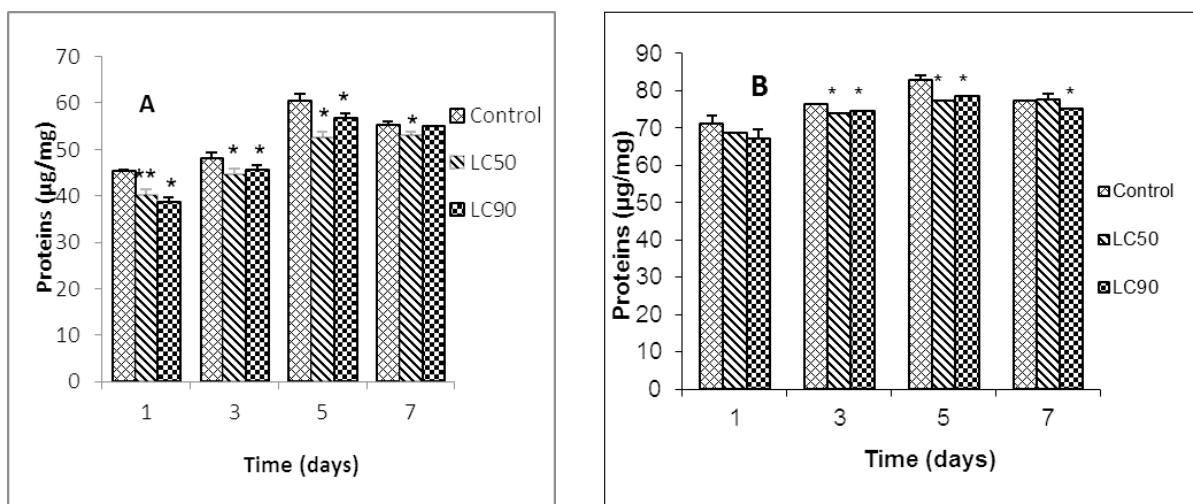 A
Proteins (µg/mg)
70
60
50
40
30
20
10
0
** *
* *
* *
*
1 3 5 7
Time (days)
Control
LC50
LC90
B
Proteins (µg/mg)
90
80
70
60
50
40
30
20
10
0
* *
* *
*
1 3 5 7
Time (days)
Control
LC50
LC90